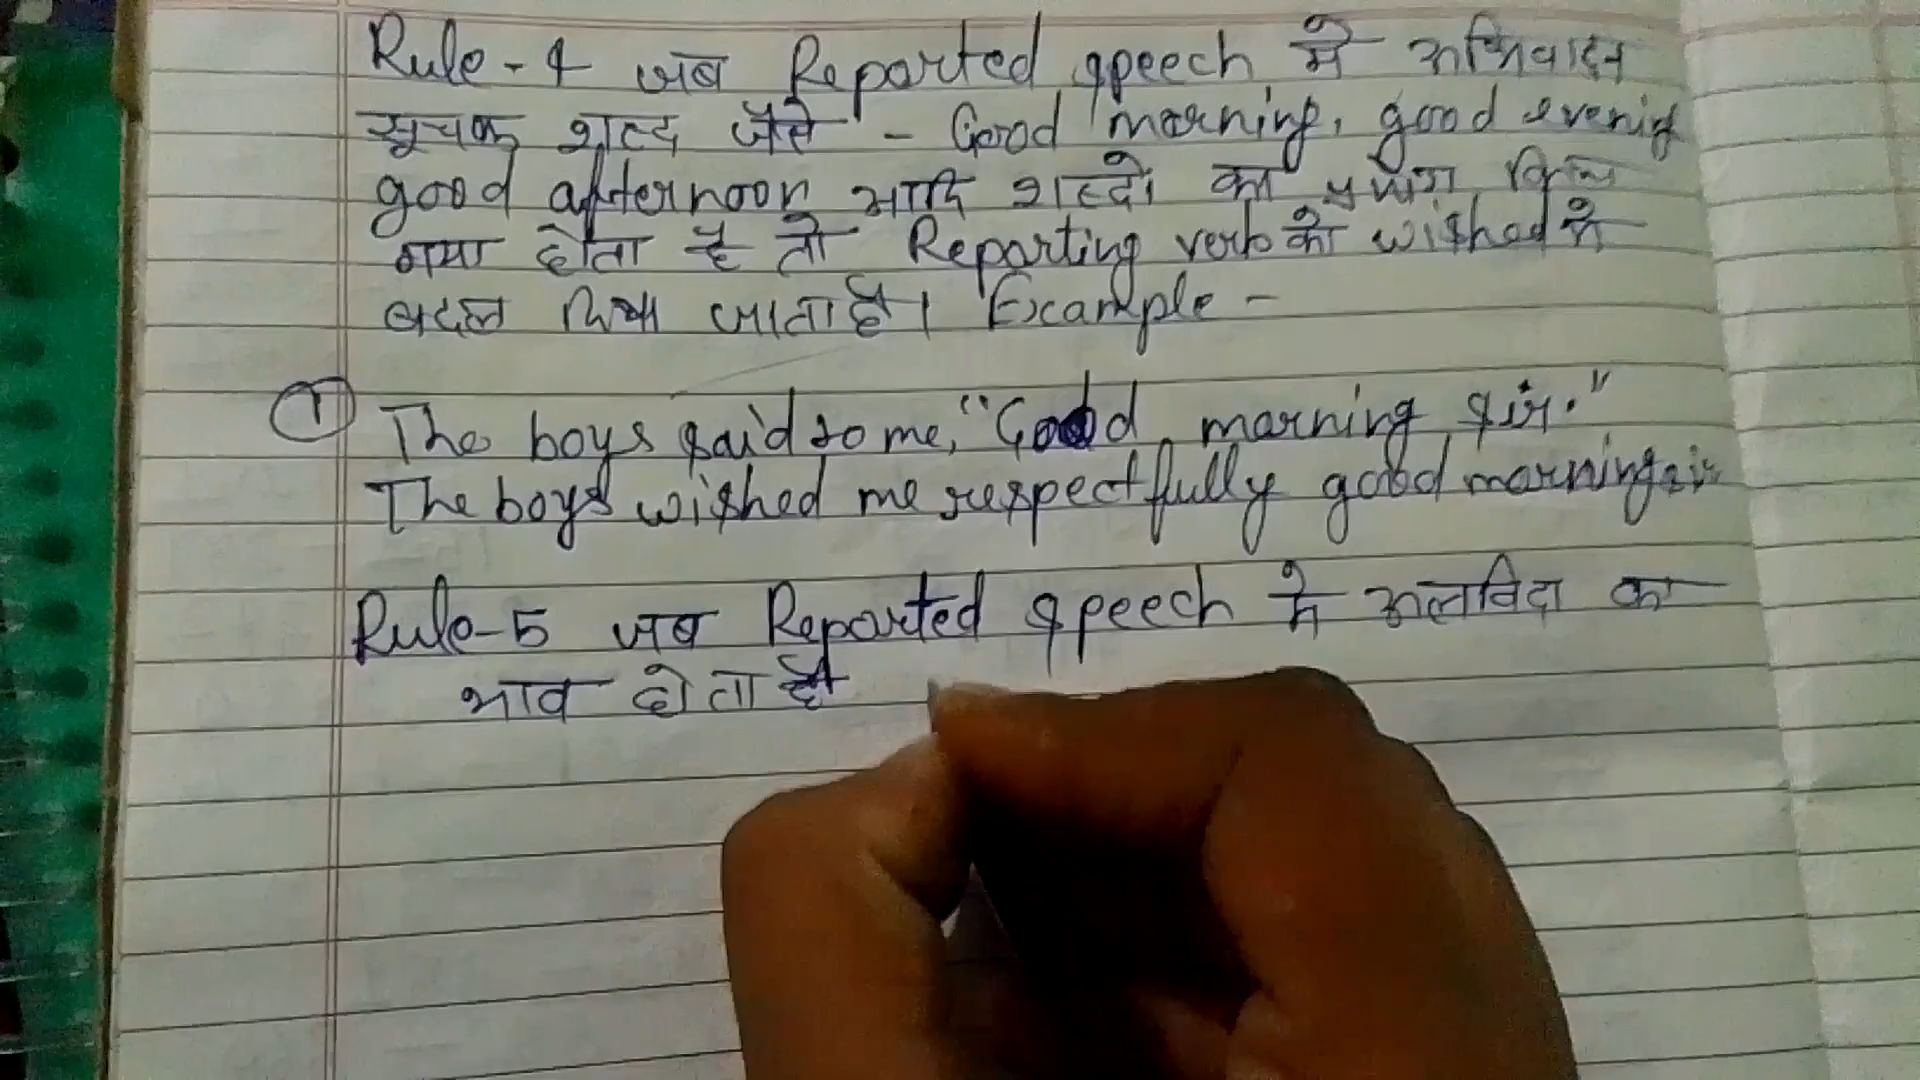 Rule-4 जब Reported speech में अभिवादन
सूचक शब्द जैसे - Good morning, good evening
good afternoon आदि शब्दों का प्रयोग किया
गया होता है तो Reporting verb को wished में
बदल दिया जाता है। Example -
① The boys said to me, "Good morning sir."
The boys wished me respectfully good morning sir
Rule-5 जब Reported speech में अलविदा का
भाव होता है